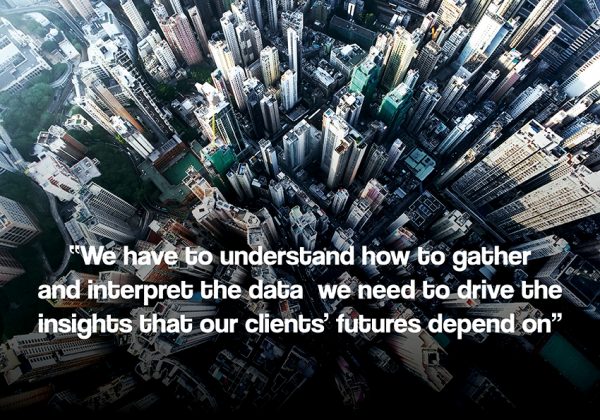 “We have to understand how to gather
and interpret the data  we need to drive the
insights that our clients’ futures depend on”